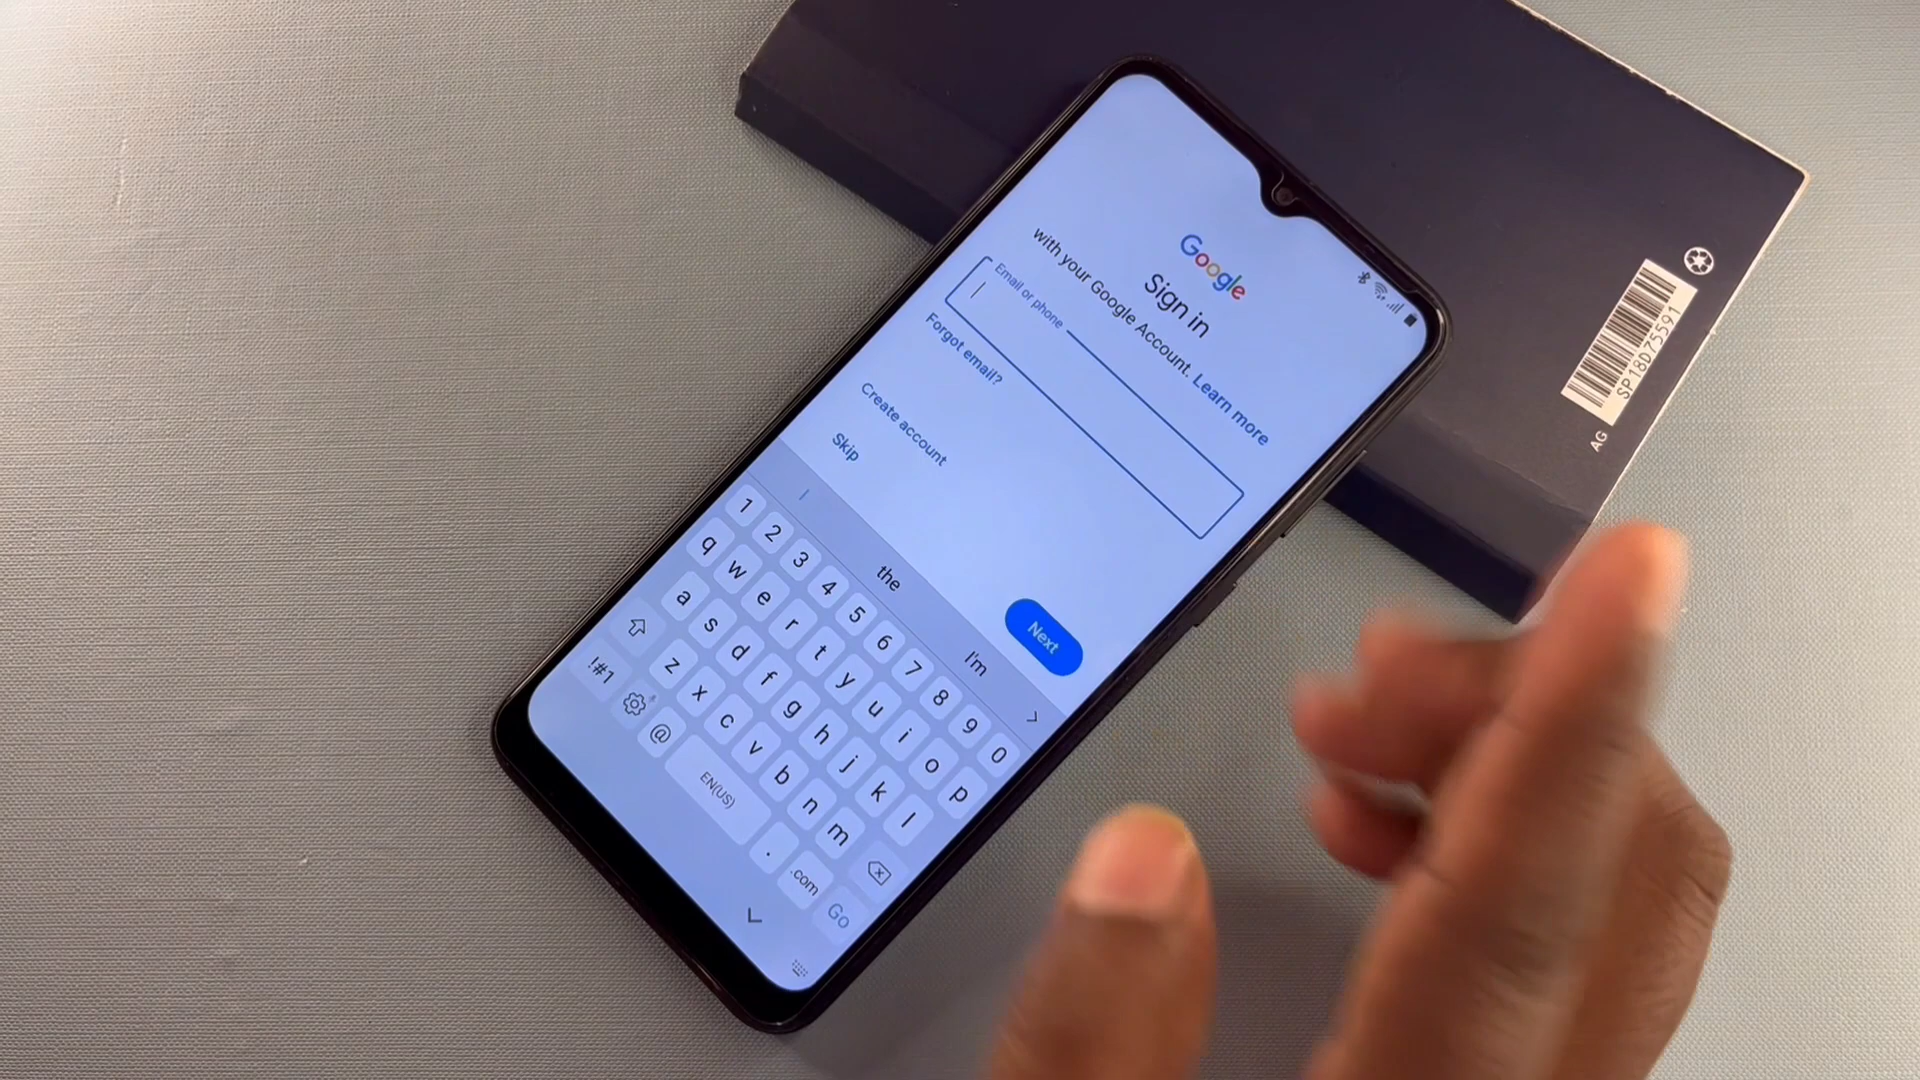 Google
Sign in
with your Google Account. Learn more
Email or phone
Forgot email?
Create account
Skip
Next
the
I'm
1 2 3 4 5 6 7 8 9 0
q w e r t y u i o p
a s d f g h j k l
z x c v b n m
!#1
@
EN(US)
.
.com
Go
SP18D75591
AG